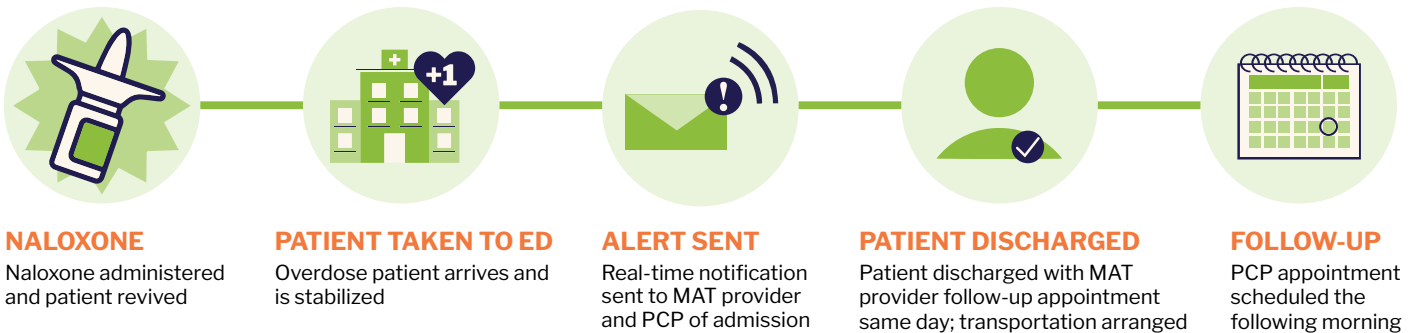 +1
!
NALOXONE
Naloxone administered
and patient revived
PATIENT TAKEN TO ED
Overdose patient arrives and
is stabilized
ALERT SENT
Real-time notification
sent to MAT provider
and PCP of admission
PATIENT DISCHARGED
Patient discharged with MAT
provider follow-up appointment
same day; transportation arranged
FOLLOW-UP
PCP appointment
scheduled the
following morning